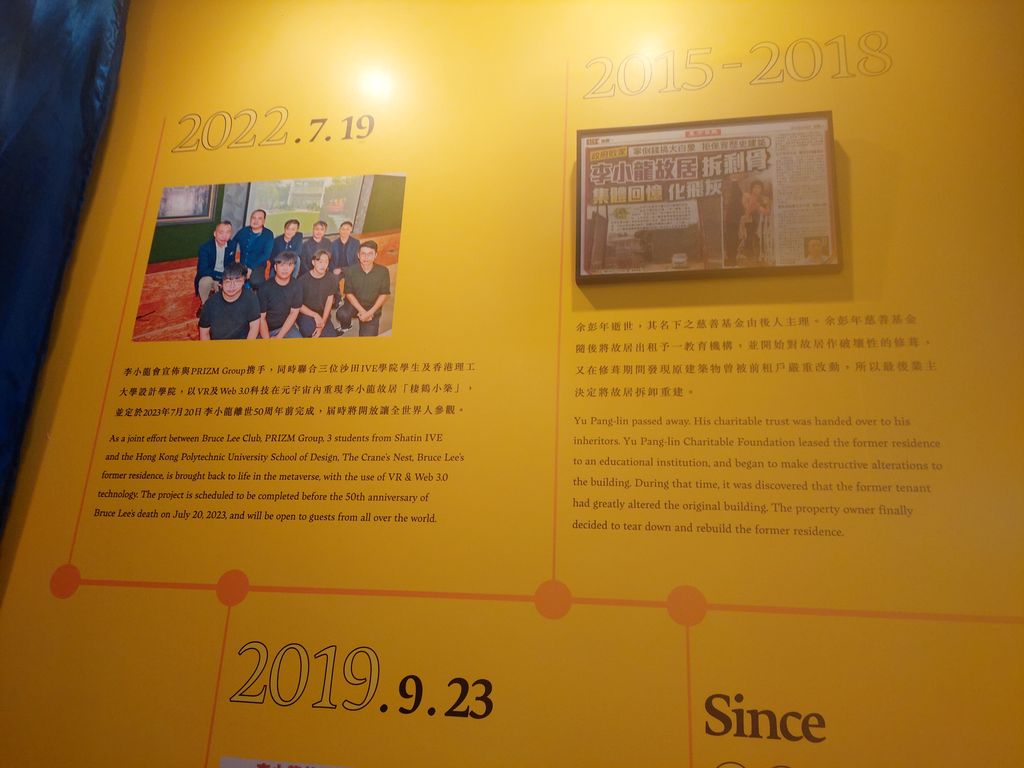 2022.7.19
李小龍會宣佈與PRIZM Group攜手，同時聯合三位沙田IVE學院學生及香港理工
大學設計學院，以VR及Web 3.0科技在元宇宙內重現李小龍故居「棲鶴小築」，
並定於2023年7月20日李小龍離世50周年前完成，屆時將開放讓全世界人參觀。
As a joint effort between Bruce Lee Club, PRIZM Group, 3 students from Shatin IVE
and the Hong Kong Polytechnic University School of Design, The Crane's Nest, Bruce Lee's
former residence, is brought back to life in the metaverse, with the use of VR & Web 3.0
technology. The project is scheduled to be completed before the 50th anniversary of
Bruce Lee's death on July 20, 2023, and will be open to guests from all over the world.
2015-2018
寧倒錢搞大白象 拒保育歷史建築
李小龍故居 拆剩骨
集體回憶 化飛灰
余彭年逝世，其名下之慈善基金由後人主理。余彭年慈善基金
隨後將故居出租予一教育機構，並開始對故居作破壞性的修葺，
又在修葺期間發現原建築物曾被前租戶嚴重改動，所以最後業主
決定將故居拆卸重建。
Yu Pang-lin passed away. His charitable trust was handed over to his
inheritors. Yu Pang-lin Charitable Foundation leased the former residence
to an educational institution, and began to make destructive alterations to
the building. During that time, it was discovered that the former tenant
had greatly altered the original building. The property owner finally
decided to tear down and rebuild the former residence.
2019.9.23
Since